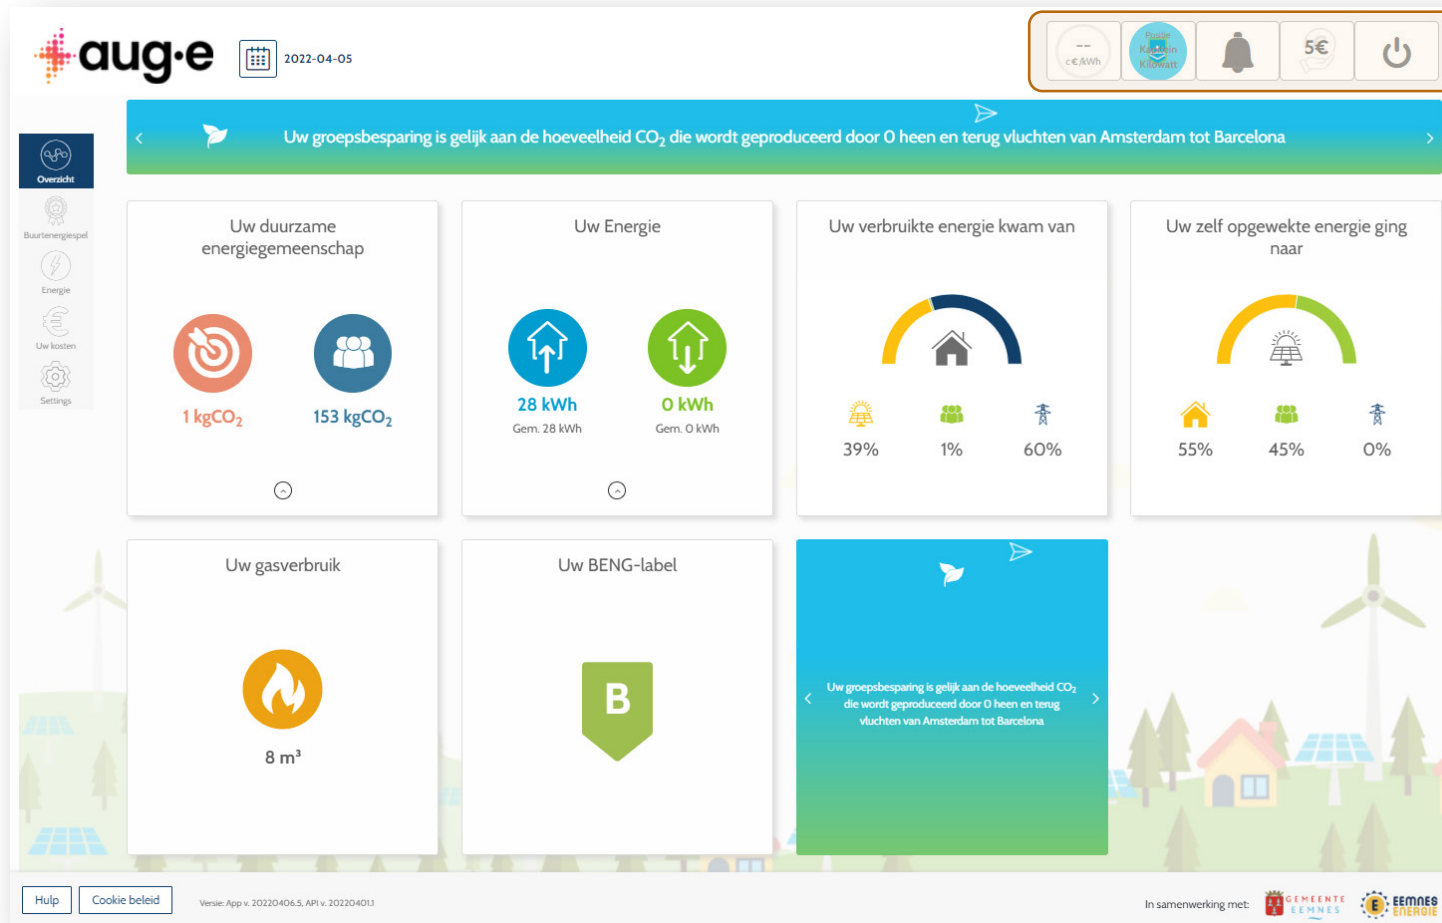 aug·e
2022-04-05
--
c€/kWh
Positie
Kapitein
Kilowatt
5€
Uw groepsbesparing is gelijk aan de hoeveelheid CO₂ die wordt geproduceerd door 0 heen en terug vluchten van Amsterdam tot Barcelona
Overzicht
Buurtenergiespel
Energie
Uw kosten
Settings
Uw duurzame
energiegemeenschap
1 kgCO₂
153 kgCO₂
Uw Energie
28 kWh
Gem. 28 kWh
0 kWh
Gem. 0 kWh
Uw verbruikte energie kwam van
39%
1%
60%
Uw zelf opgewekte energie ging
naar
55%
45%
0%
Uw gasverbruik
8 m³
Uw BENG-label
B
Uw groepsbesparing is gelijk aan de hoeveelheid CO₂
die wordt geproduceerd door 0 heen en terug
vluchten van Amsterdam tot Barcelona
Hulp
Cookie beleid
Versie: App v. 20220406.5, API v. 20220401.1
In samenwerking met:
GEMEENTE
EEMNES
E
EEMNES
ENERGIE